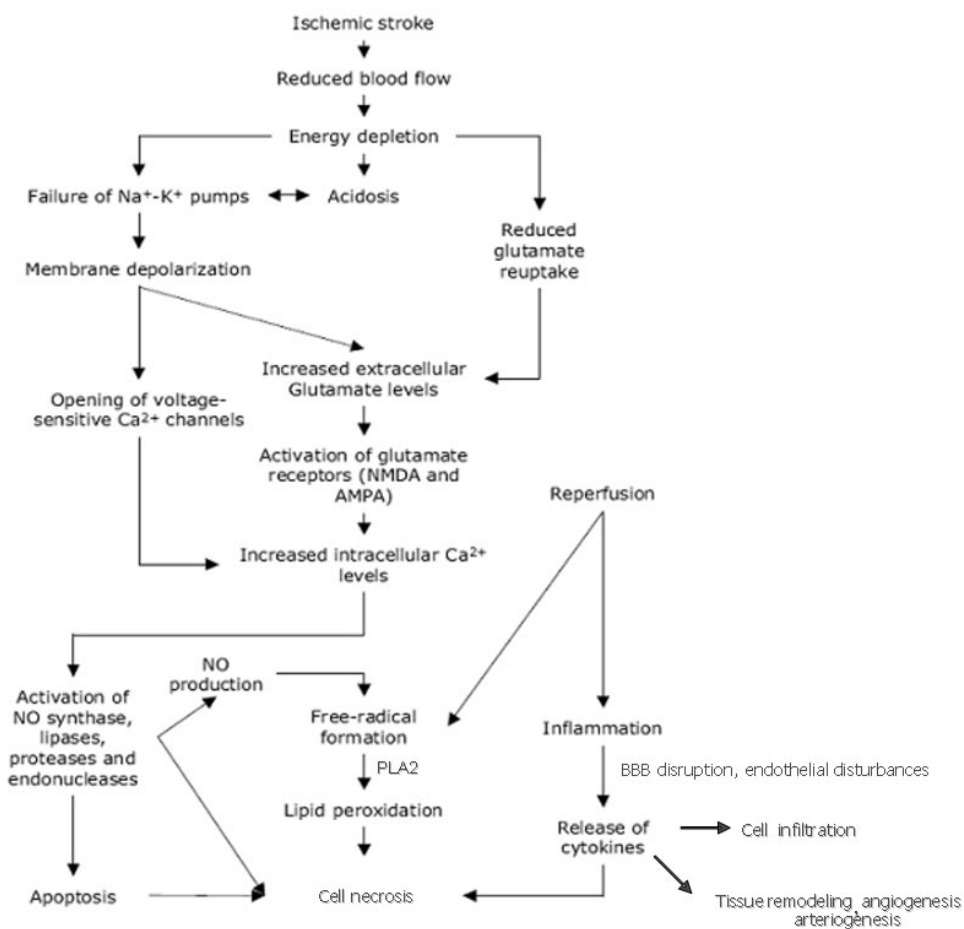 Ischemic stroke
Reduced blood flow
Energy depletion
Failure of Na⁺-K⁺ pumps
Acidosis
Reduced
glutamate
reuptake
Membrane depolarization
Increased extracellular
Glutamate levels
Opening of voltage-
sensitive Ca²⁺ channels
Activation of glutamate
receptors (NMDA and
AMPA)
Reperfusion
Increased intracellular Ca²⁺
levels
NO
production
Activation of
NO synthase,
lipases,
proteases and
endonucleases
Free-radical
formation
Inflammation
PLA2
BBB disruption, endothelial disturbances
Lipid peroxidation
Release of
cytokines
Cell infiltration
Apoptosis
Cell necrosis
Tissue remodeling, angiogenesis
arteriogenesis